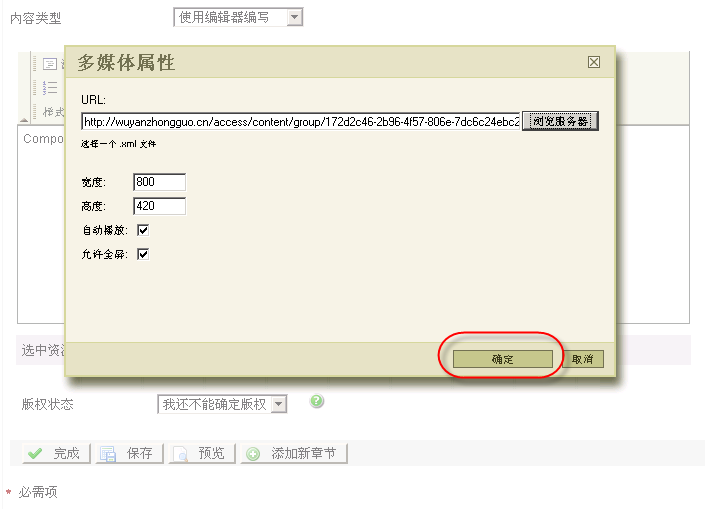 内容类型 使用编辑器编写
多媒体属性
URL:
http://wuyanzhongguo.cn/access/content/group/172d2c46-2b96-4f57-806e-7dc6c24ebc2 浏览服务器
选择一个 .xml 文件
样式
Compo
宽度: 800
高度: 420
自动播放:
允许全屏:
选中资
确定 取消
版权状态 我还不能确定版权 ?
完成 保存 预览 添加新章节
* 必需项